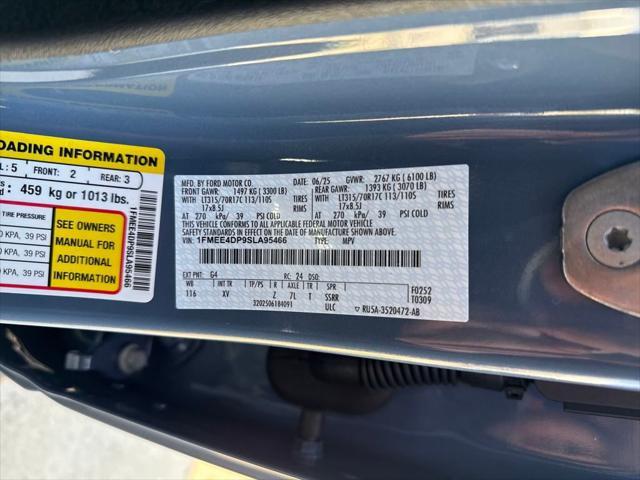 OADING INFORMATION
L: 5 FRONT: 2 REAR: 3
459 kg or 1013 lbs.
TIRE PRESSURE
KPA, 39 PSI
KPA, 39 PSI
KPA, 39 PSI
SEE OWNERS
MANUAL FOR
ADDITIONAL
INFORMATION
1FMEE4DP9SLA95466
MFD. BY FORD MOTOR CO. 06/25 GVWR: 2767 KG ( 6100 LB)
FRONT GAWR: 1497 KG ( 3300 LB) REAR GAWR: 1393 KG ( 3070 LB)
WITH LT315/70R17C 113/110S TIRES WITH LT315/70R17C 113/110S TIRES
17x8.5J RIMS 17x8.5J RIMS
AT 270 kPa/ 39 PSI COLD AT 270 kPa/ 39 PSI COLD
THIS VEHICLE CONFORMS TO ALL APPLICABLE FEDERAL MOTOR VEHICLE
SAFETY STANDARDS IN EFFECT ON THE DATE OF MANUFACTURE SHOWN ABOVE.
VIN: 1FMEE4DP9SLA95466 TYPE: MPV
EXT PNT: G4 RC: 24 DSO:
WB INT TR TP/PS R AXLE TR SPR
116 XV Z 7L T SSRR
ULC
F0252
T0309
3202506184091
RU5A-3520472-AB